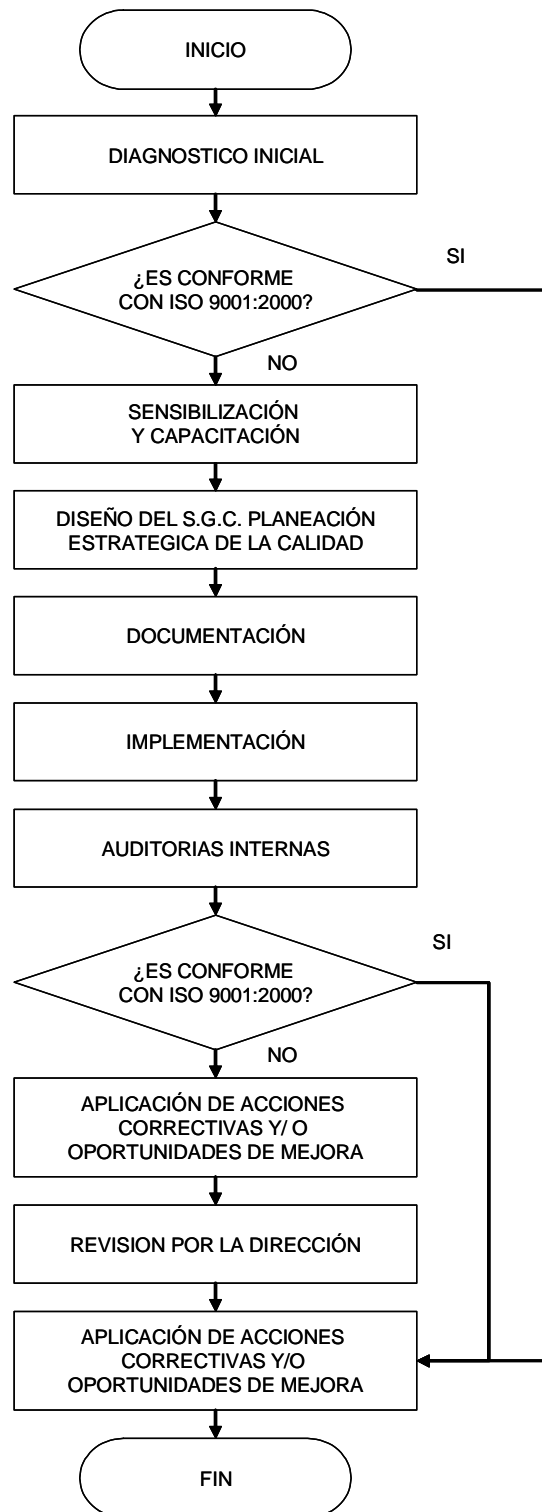 INICIO
DIAGNOSTICO INICIAL
¿ES CONFORME
CON ISO 9001:2000?
SI
NO
SENSIBILIZACIÓN
Y CAPACITACIÓN
DISEÑO DEL S.G.C. PLANEACIÓN
ESTRATEGICA DE LA CALIDAD
DOCUMENTACIÓN
IMPLEMENTACIÓN
AUDITORIAS INTERNAS
¿ES CONFORME
CON ISO 9001:2000?
SI
NO
APLICACIÓN DE ACCIONES
CORRECTIVAS Y/ O
OPORTUNIDADES DE MEJORA
REVISION POR LA DIRECCIÓN
APLICACIÓN DE ACCIONES
CORRECTIVAS Y/O
OPORTUNIDADES DE MEJORA
FIN